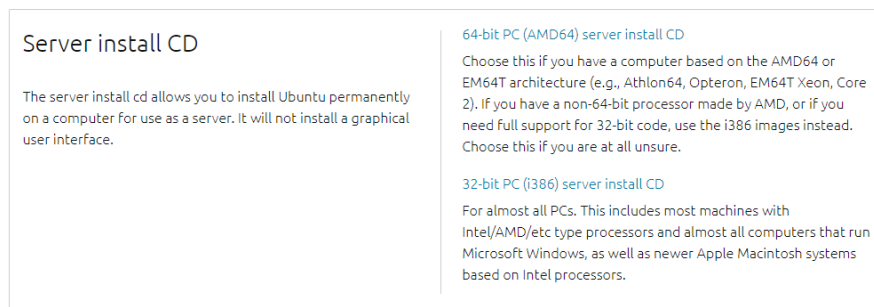 Server install CD
The server install cd allows you to install Ubuntu permanently
on a computer for use as a server. It will not install a graphical
user interface.
64-bit PC (AMD64) server install CD
Choose this if you have a computer based on the AMD64 or
EM64T architecture (e.g., Athlon64, Opteron, EM64T Xeon, Core
2). If you have a non-64-bit processor made by AMD, or if you
need full support for 32-bit code, use the i386 images instead.
Choose this if you are at all unsure.
32-bit PC (i386) server install CD
For almost all PCs. This includes most machines with
Intel/AMD/etc type processors and almost all computers that run
Microsoft Windows, as well as newer Apple Macintosh systems
based on Intel processors.